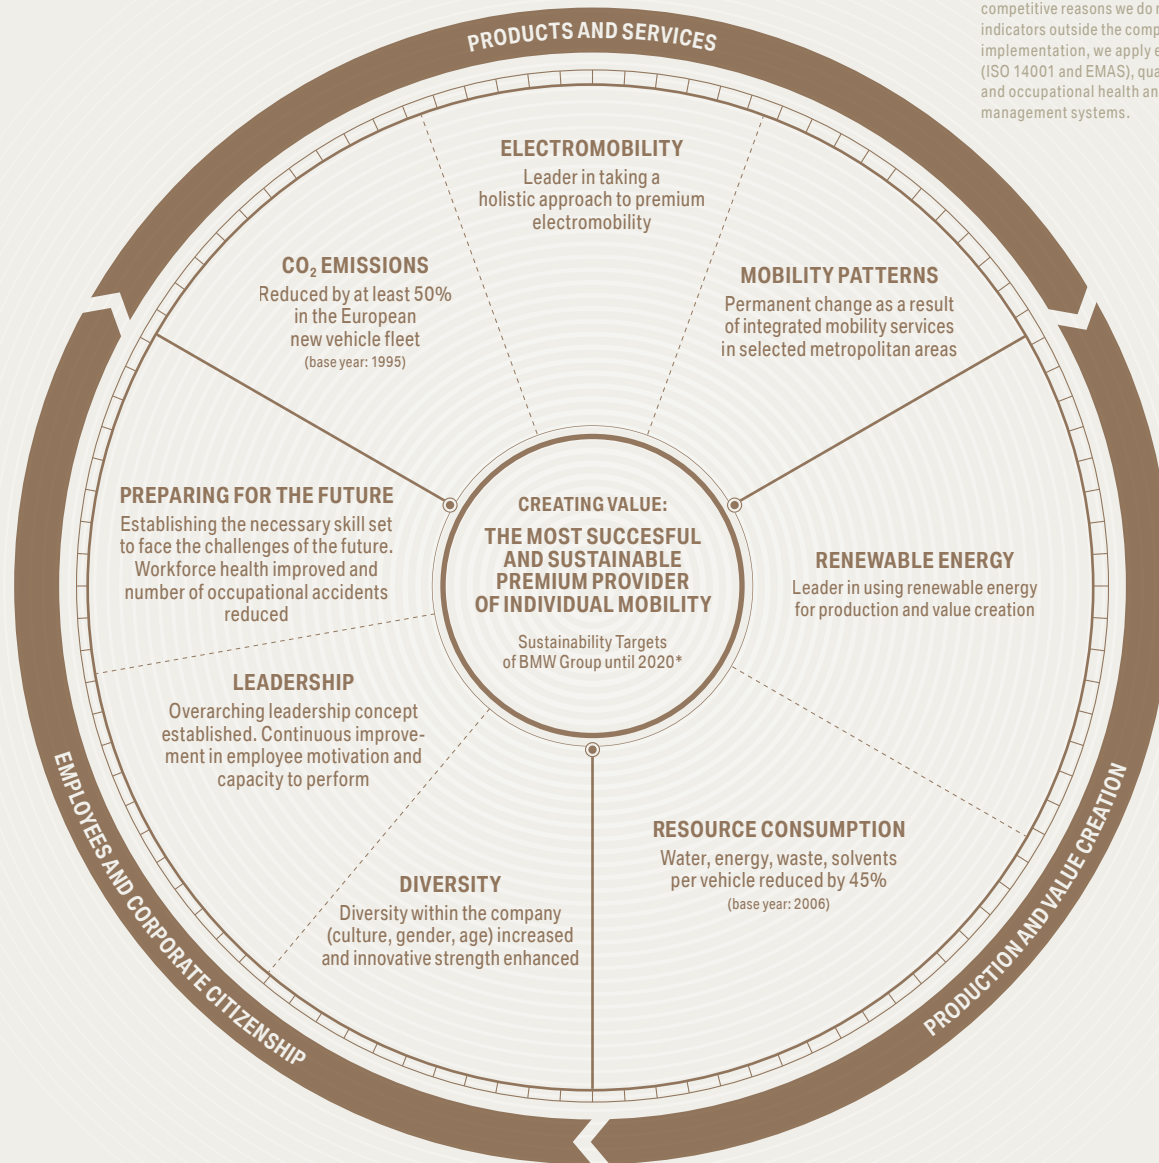 competitive reasons we do
indicators outside the
implementation, we apply
(ISO 14001 and EMAS),
and occupational health
management systems.
PRODUCTS AND SERVICES
ELECTROMOBILITY
Leader in taking a
holistic approach to premium
electromobility
CO₂ EMISSIONS
Reduced by at least 50%
in the European
new vehicle fleet
(base year: 1995)
MOBILITY PATTERNS
Permanent change as a result
of integrated mobility services
in selected metropolitan areas
PREPARING FOR THE FUTURE
Establishing the necessary skill set
to face the challenges of the future.
Workforce health improved and
number of occupational accidents
reduced
CREATING VALUE:
THE MOST SUCCESFUL
AND SUSTAINABLE
PREMIUM PROVIDER
OF INDIVIDUAL MOBILITY
Sustainability Targets
of BMW Group until 2020*
RENEWABLE ENERGY
Leader in using renewable energy
for production and value creation
LEADERSHIP
Overarching leadership concept
established. Continuous improve-
ment in employee motivation and
capacity to perform
RESOURCE CONSUMPTION
Water, energy, waste, solvents
per vehicle reduced by 45%
(base year: 2006)
DIVERSITY
Diversity within the company
(culture, gender, age) increased
and innovative strength enhanced
EMPLOYEES AND CORPORATE CITIZENSHIP
PRODUCTION AND VALUE CREATION